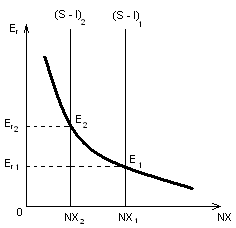 (S - I)₂ (S - I)₁
Eᵣ
E₂
Eᵣ₂
E₁
Eᵣ₁
0 NX₂ NX₁ NX